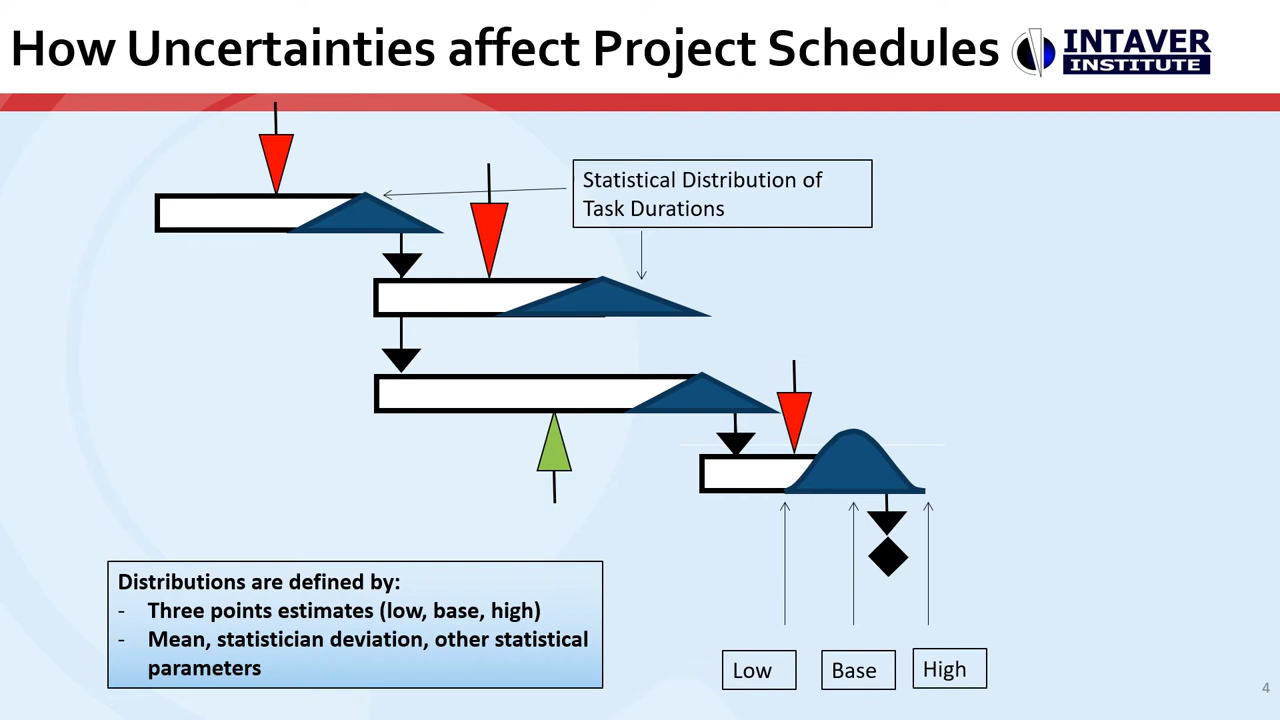 How Uncertainties affect Project Schedules
INTAVER
INSTITUTE
Statistical Distribution of
Task Durations
Distributions are defined by:
- Three points estimates (low, base, high)
- Mean, statistician deviation, other statistical
parameters
Low
Base
High
4